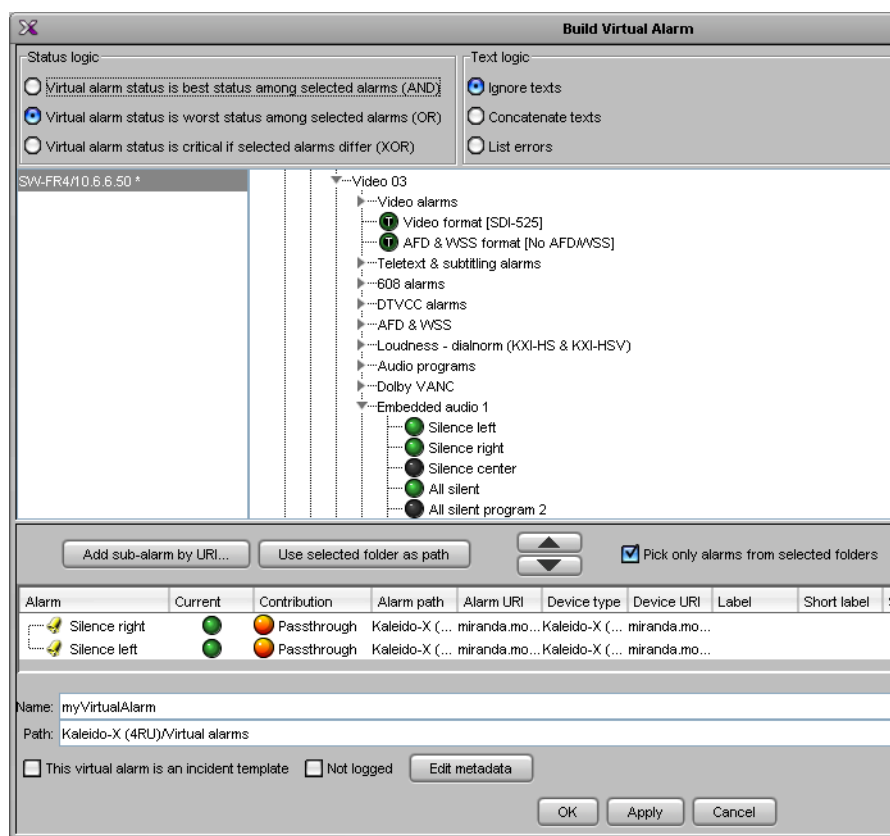 Build Virtual Alarm
Status logic
Virtual alarm status is best status among selected alarms (AND)
Virtual alarm status is worst status among selected alarms (OR)
Virtual alarm status is critical if selected alarms differ (XOR)
Text logic
Ignore texts
Concatenate texts
List errors
SW-FR4/10.6.6.50 *
Video 03
Video alarms
T Video format [SDI-525]
T AFD & WSS format [No AFD/WSS]
Teletext & subtitling alarms
608 alarms
DTVCC alarms
AFD & WSS
Loudness - dialnorm (KXI-HS & KXI-HSV)
Audio programs
Dolby VANC
Embedded audio 1
Silence left
Silence right
Silence center
All silent
All silent program 2
Add sub-alarm by URI... Use selected folder as path Pick only alarms from selected folders
Alarm Current Contribution Alarm path Alarm URI Device type Device URI Label Short label
Silence right Passthrough Kaleido-X (... miranda.mo... Kaleido-X (... miranda.mo...
Silence left Passthrough Kaleido-X (... miranda.mo... Kaleido-X (... miranda.mo...
Name: myVirtualAlarm
Path: Kaleido-X (4RU)/Virtual alarms
This virtual alarm is an incident template Not logged Edit metadata
OK Apply Cancel